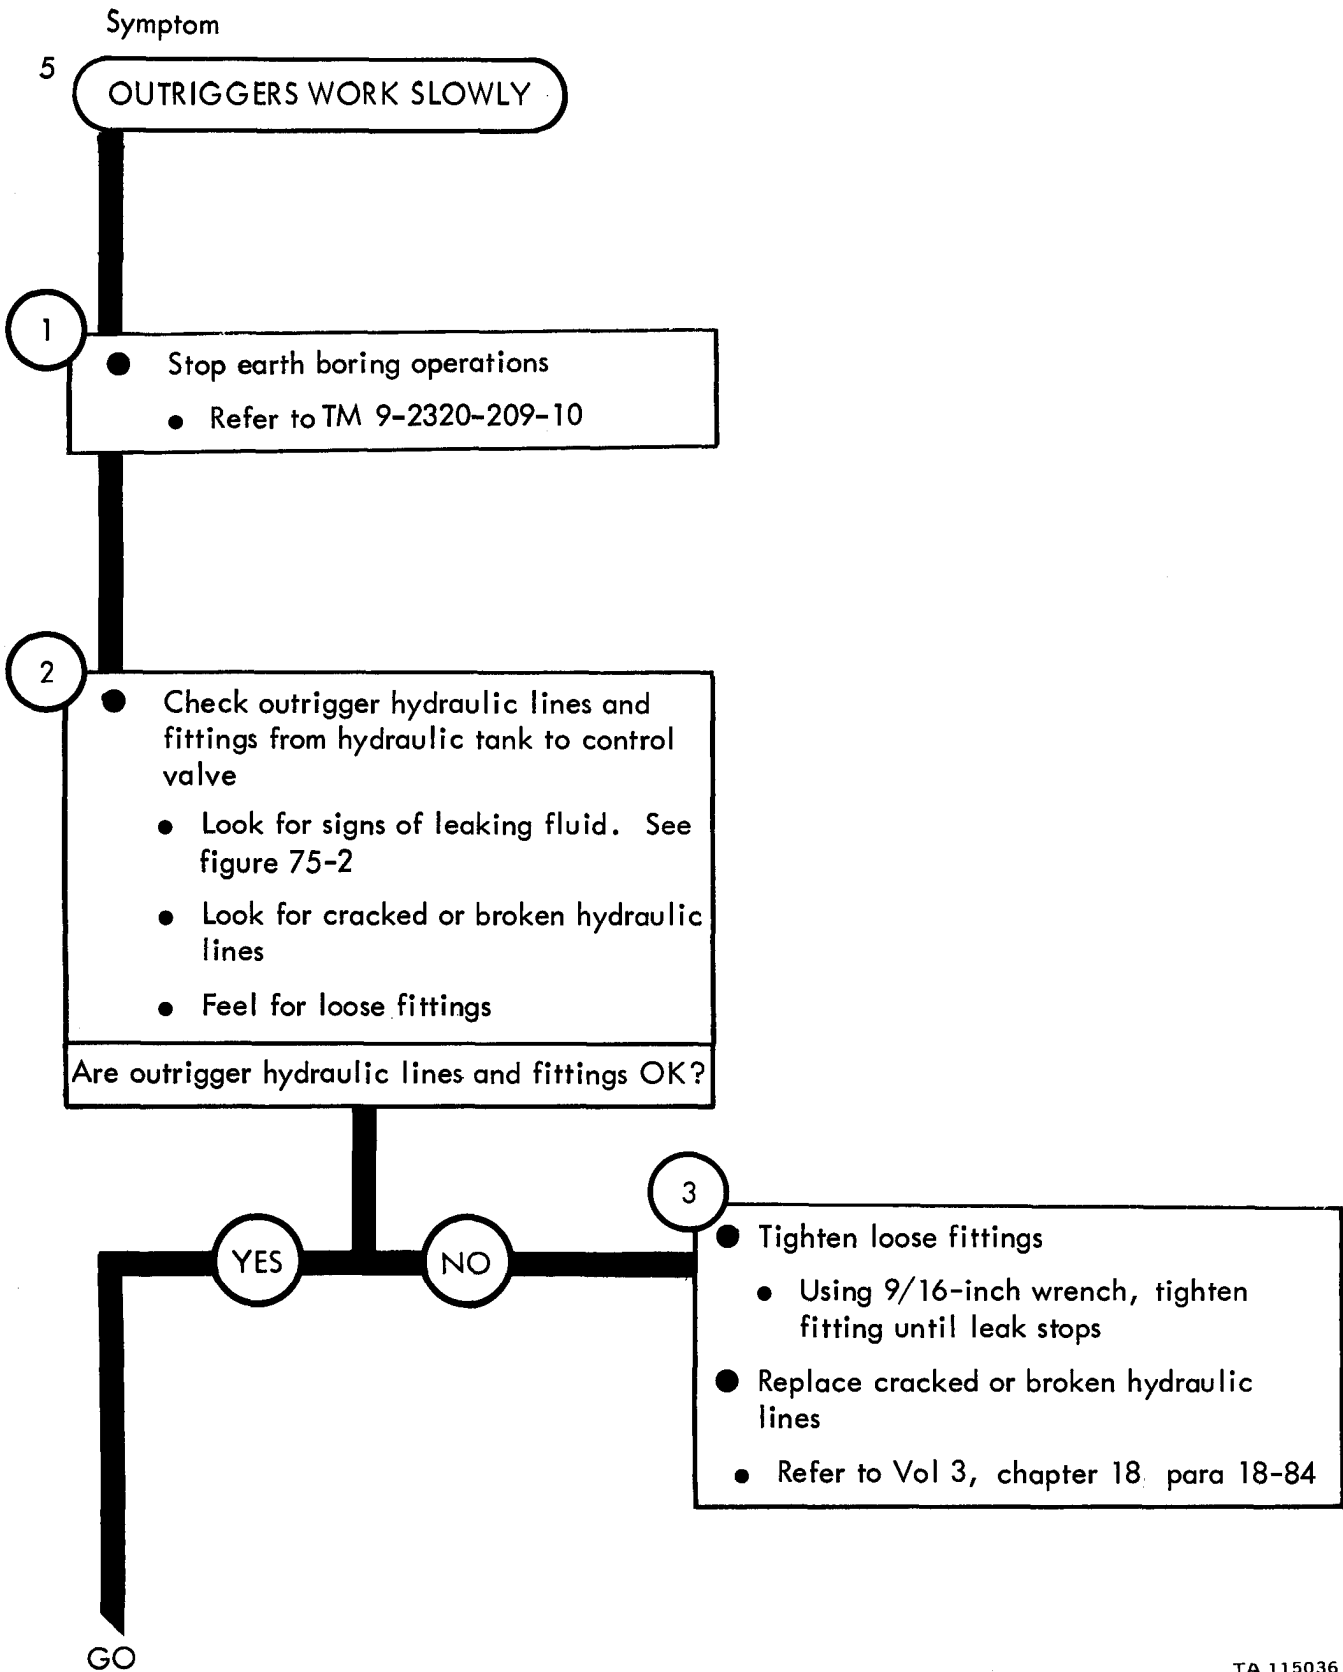 Symptom
5
OUTRIGGERS WORK SLOWLY
1
● Stop earth boring operations
● Refer to TM 9-2320-209-10
2
● Check outrigger hydraulic lines and
fittings from hydraulic tank to control
valve
● Look for signs of leaking fluid. See
figure 75-2
● Look for cracked or broken hydraulic
lines
● Feel for loose fittings
Are outrigger hydraulic lines and fittings OK?
YES
NO
3
● Tighten loose fittings
● Using 9/16-inch wrench, tighten
fitting until leak stops
● Replace cracked or broken hydraulic
lines
● Refer to Vol 3, chapter 18 para 18-84
GO
TA 115036